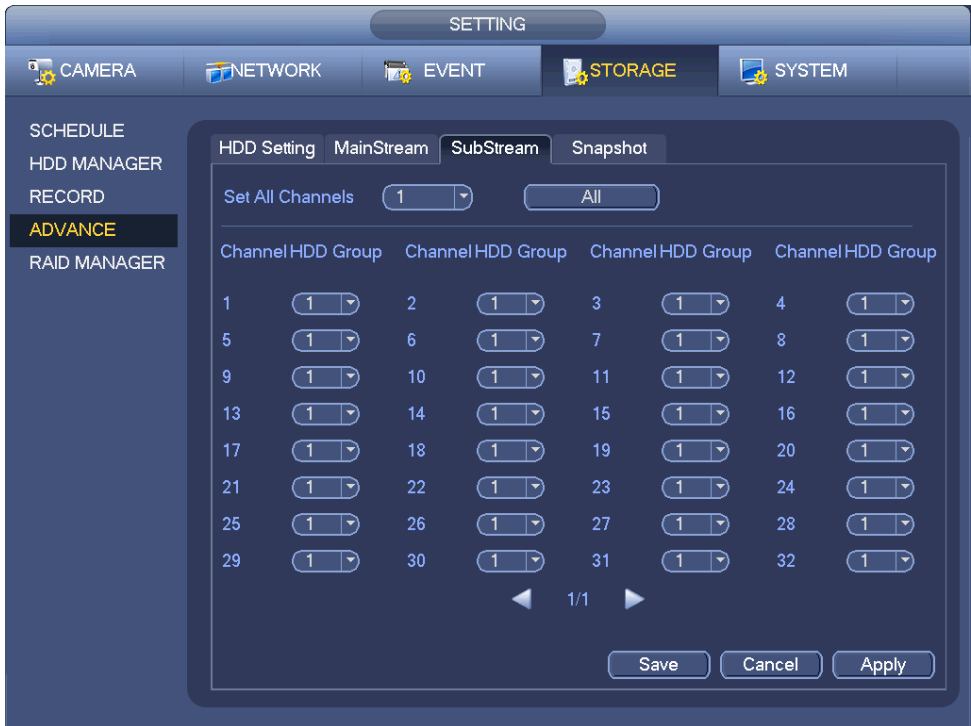 SETTING
CAMERA NETWORK EVENT STORAGE SYSTEM
SCHEDULE
HDD MANAGER
RECORD
ADVANCE
RAID MANAGER
HDD Setting MainStream SubStream Snapshot
Set All Channels 1 All
Channel HDD Group Channel HDD Group Channel HDD Group Channel HDD Group
1 1 2 1 3 1 4 1
5 1 6 1 7 1 8 1
9 1 10 1 11 1 12 1
13 1 14 1 15 1 16 1
17 1 18 1 19 1 20 1
21 1 22 1 23 1 24 1
25 1 26 1 27 1 28 1
29 1 30 1 31 1 32 1
1/1
Save Cancel Apply